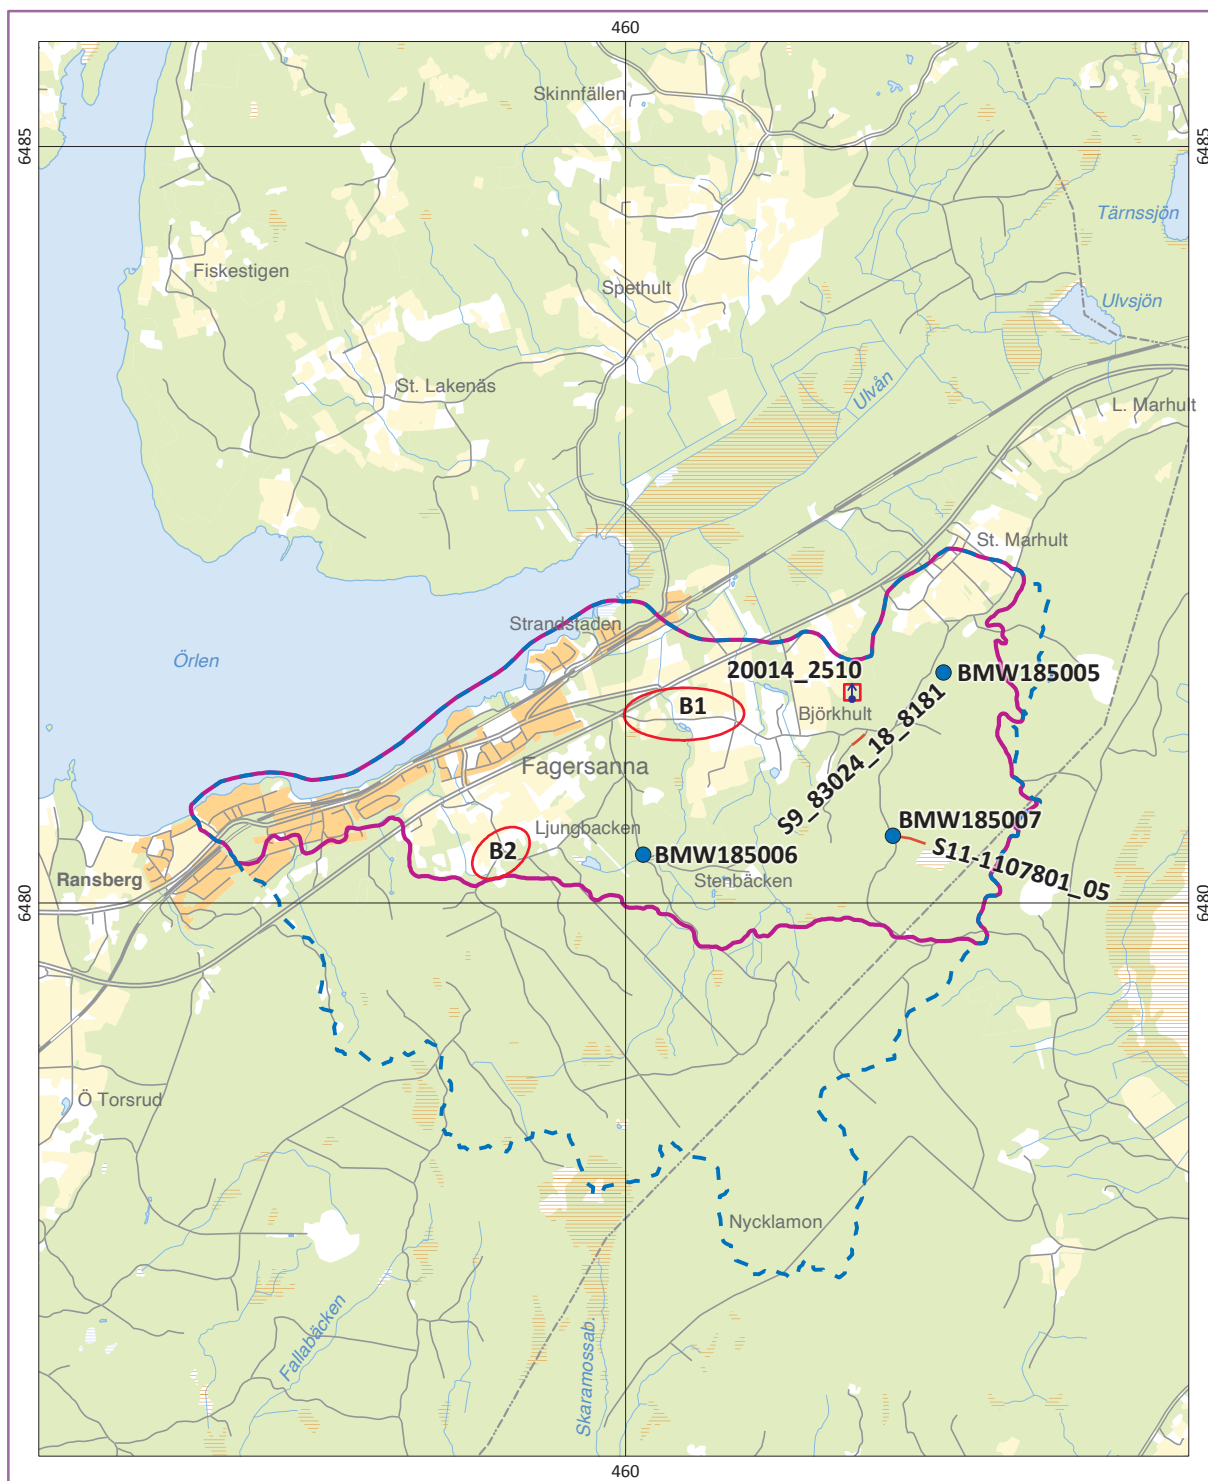 460
Skinnfällen
6485
6485
Tärnssjön
Fiskestigen
Spethult
Ulvsjön
St. Lakenäs
Ulvån
L. Marhult
St. Marhult
Strandstaden
Örlen
20014_2510
BMW185005
B1
Björkhult
S9_83024_18_8181
Fagersanna
BMW185007
Ljungbacken
B2
BMW185006
S11-1107801_05
Ransberg
Stenbäcken
6480
6480
Ö Torsrud
Nycklamon
Fallabäcken
Skaramossab.
460